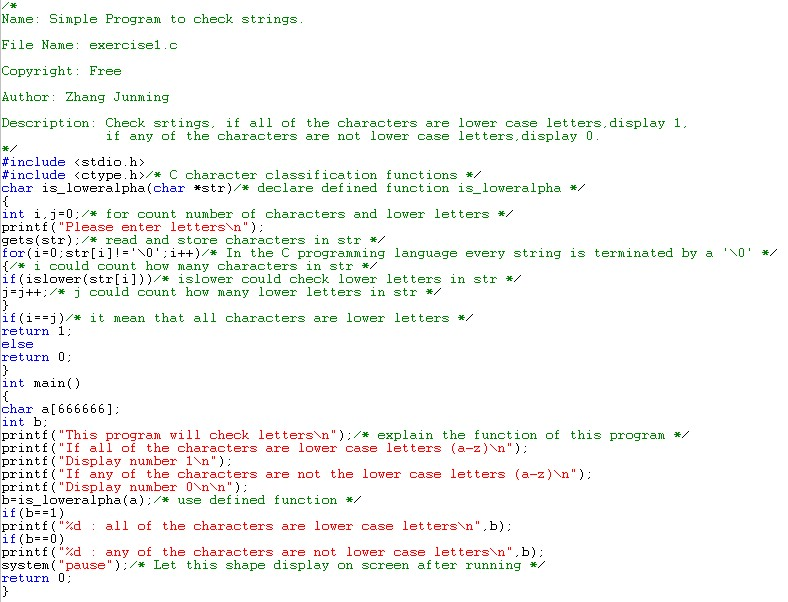 /*
Name: Simple Program to check strings.
File Name: exercise1.c
Copyright: Free
Author: Zhang Junming
Description: Check srtings, if all of the characters are lower case letters,display 1,
if any of the characters are not lower case letters,display 0.
*/
#include <stdio.h>
#include <ctype.h>/* C character classification functions */
char is_loweralpha(char *str)/* declare defined function is_loweralpha */
{
int i,j=0;/* for count number of characters and lower letters */
printf("Please enter letters\n");
gets(str);/* read and store characters in str */
for(i=0;str[i]!='\0';i++)/* In the C programming language every string is terminated by a '\0' */
{/* i could count how many characters in str */
if(islower(str[i]))/* islower could check lower letters in str */
j=j++;/* j could count how many lower letters in str */
}
if(i==j)/* it mean that all characters are lower letters */
return 1;
else
return 0;
}
int main()
{
char a[666666];
int b;
printf("This program will check letters\n");/* explain the function of this program */
printf("If all of the characters are lower case letters (a-z)\n");
printf("Display number 1\n");
printf("If any of the characters are not the lower case letters (a-z)\n");
printf("Display number 0\n\n");
b=is_loweralpha(a);/* use defined function */
if(b==1)
printf("%d : all of the characters are lower case letters\n",b);
if(b==0)
printf("%d : any of the characters are not lower case letters\n",b);
system("pause");/* Let this shape display on screen after running */
return 0;
}